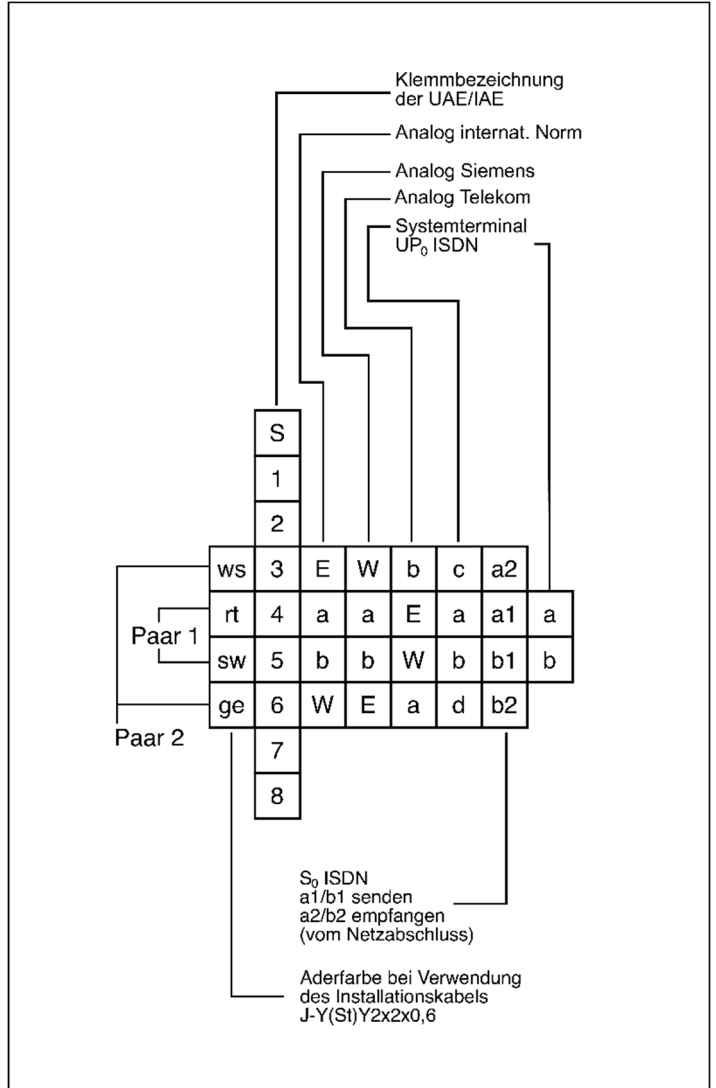 Klemmbezeichnung
der UAE/IAE
Analog internat. Norm
Analog Siemens
Analog Telekom
Systemterminal
UP₀ ISDN
S
1
2
ws 3 E W b c a2
rt 4 a a E a a1 a
Paar 1
sw 5 b b W b b1 b
ge 6 W E a d b2
Paar 2
7
8
S₀ ISDN
a1/b1 senden
a2/b2 empfangen
(vom Netzabschluss)
Aderfarbe bei Verwendung
des Installationskabels
J-Y(St)Y2x2x0,6